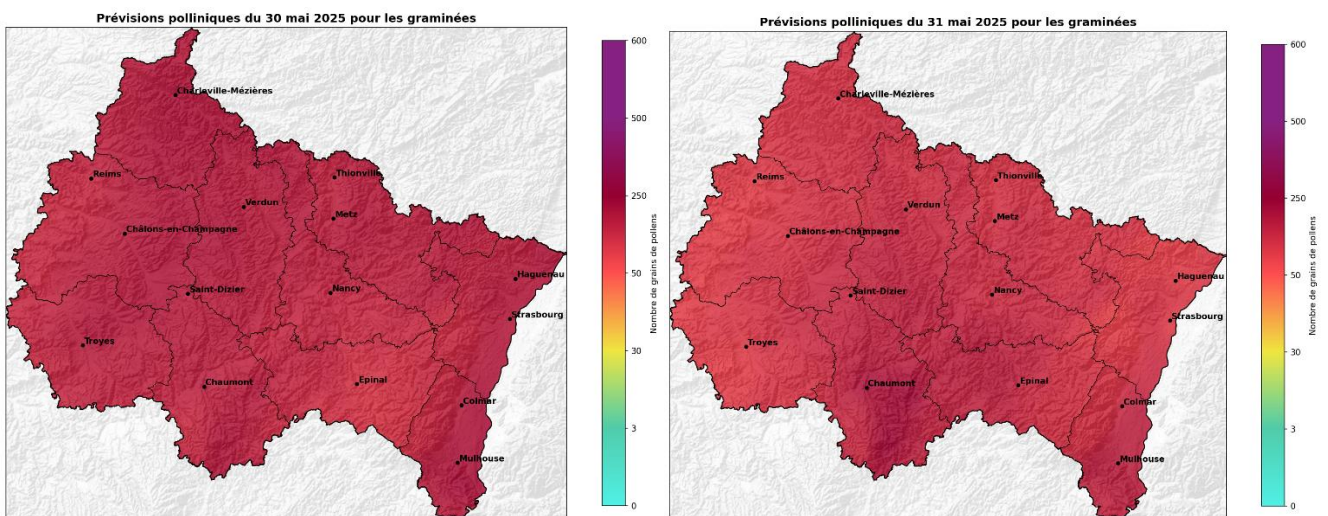 Prévisions polliniques du 30 mai 2025 pour les graminées
Charleville-Mézières
Reims
Thionville
Verdun
Metz
Châlons-en-Champagne
Haguenau
Saint-Dizier
Nancy
Strasbourg
Troyes
Chaumont
Epinal
Colmar
Mulhouse
600
500
250
50
30
3
0
Nombre de grains de pollens
Prévisions polliniques du 31 mai 2025 pour les graminées
Charleville-Mézières
Reims
Thionville
Verdun
Metz
Châlons-en-Champagne
Haguenau
Saint-Dizier
Nancy
Strasbourg
Troyes
Chaumont
Epinal
Colmar
Mulhouse
600
500
250
50
30
3
0
Nombre de grains de pollens